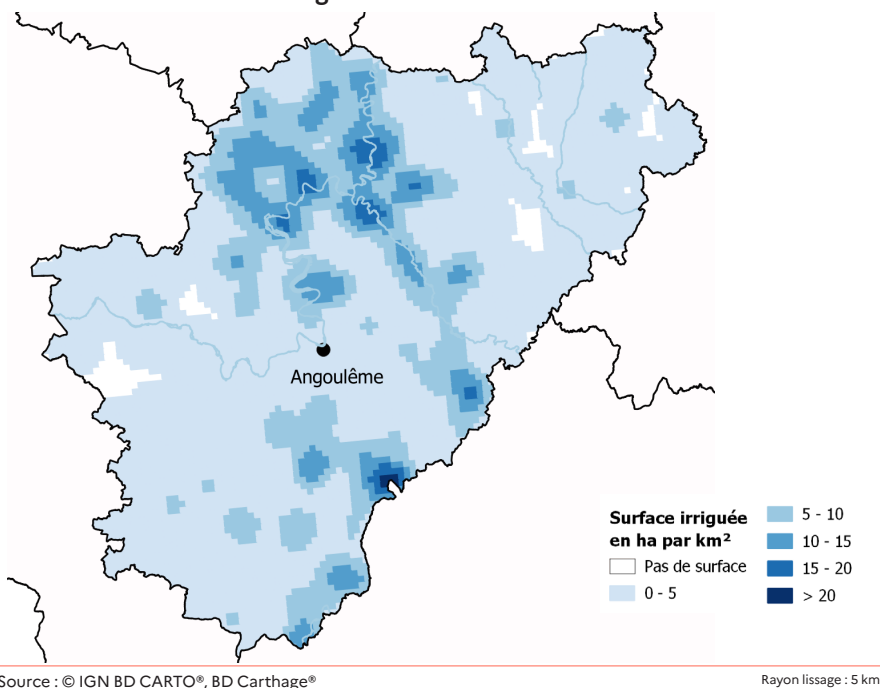 Angoulême
Surface irriguée
en ha par km²
Pas de surface
0 - 5
5 - 10
10 - 15
15 - 20
> 20
Source : © IGN BD CARTO®, BD Carthage®
Rayon lissage : 5 km